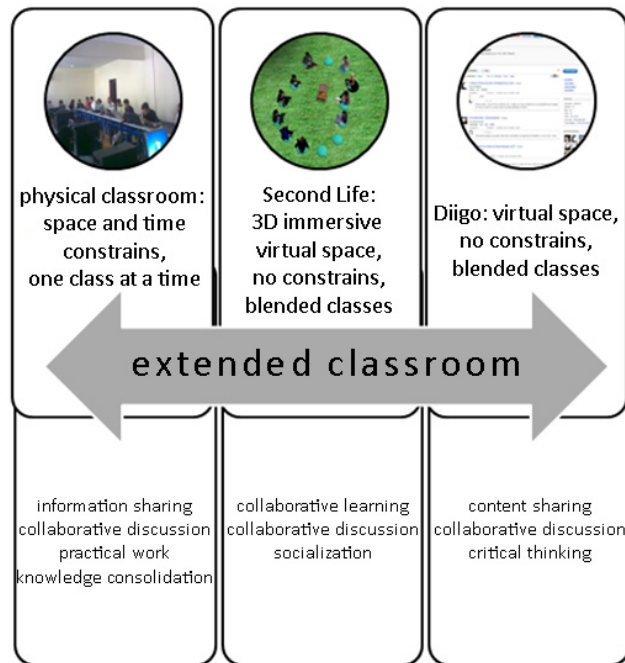 physical classroom:
space and time
constrains,
one class at a time
Second Life:
3D immersive
virtual space,
no constrains,
blended classes
Diigo: virtual space,
no constrains,
blended classes
extended classroom
information sharing
collaborative discussion
practical work
knowledge consolidation
collaborative learning
collaborative discussion
socialization
content sharing
collaborative discussion
critical thinking